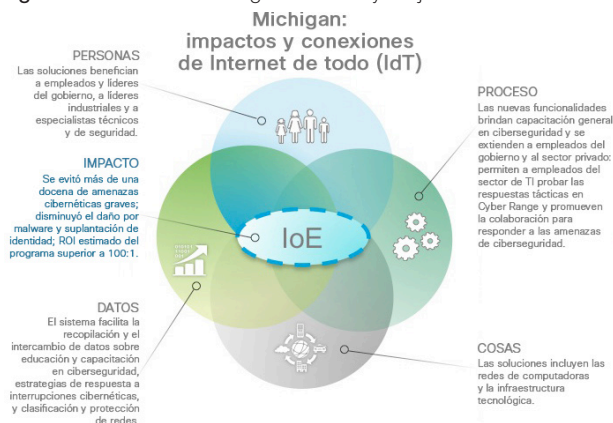 Michigan:
impactos y conexiones
de Internet de todo (IdT)
PERSONAS
Las soluciones benefician
a empleados y líderes
del gobierno, a líderes
industriales y a
especialistas técnicos
y de seguridad.
IMPACTO
Se evitó más de una
docena de amenazas
cibernéticas graves;
disminuyó el daño por
malware y suplantación de
identidad; ROI estimado del
programa superior a 100:1.
DATOS
El sistema facilita la
recopilación y el
intercambio de datos sobre
educación y capacitación
en ciberseguridad,
estrategias de respuesta a
interrupciones cibernéticas,
y clasificación y protección
de redes.
IoE
PROCESO
Las nuevas funcionalidades
brindan capacitación general
en ciberseguridad y se
extienden a empleados del
gobierno y al sector privado:
permiten a empleados del
sector de TI probar las
respuestas tácticas en
Cyber Range y promueven
la colaboración para
responder a las amenazas
de ciberseguridad.
COSAS
Las soluciones incluyen las
redes de computadoras
y la infraestructura
tecnológica.